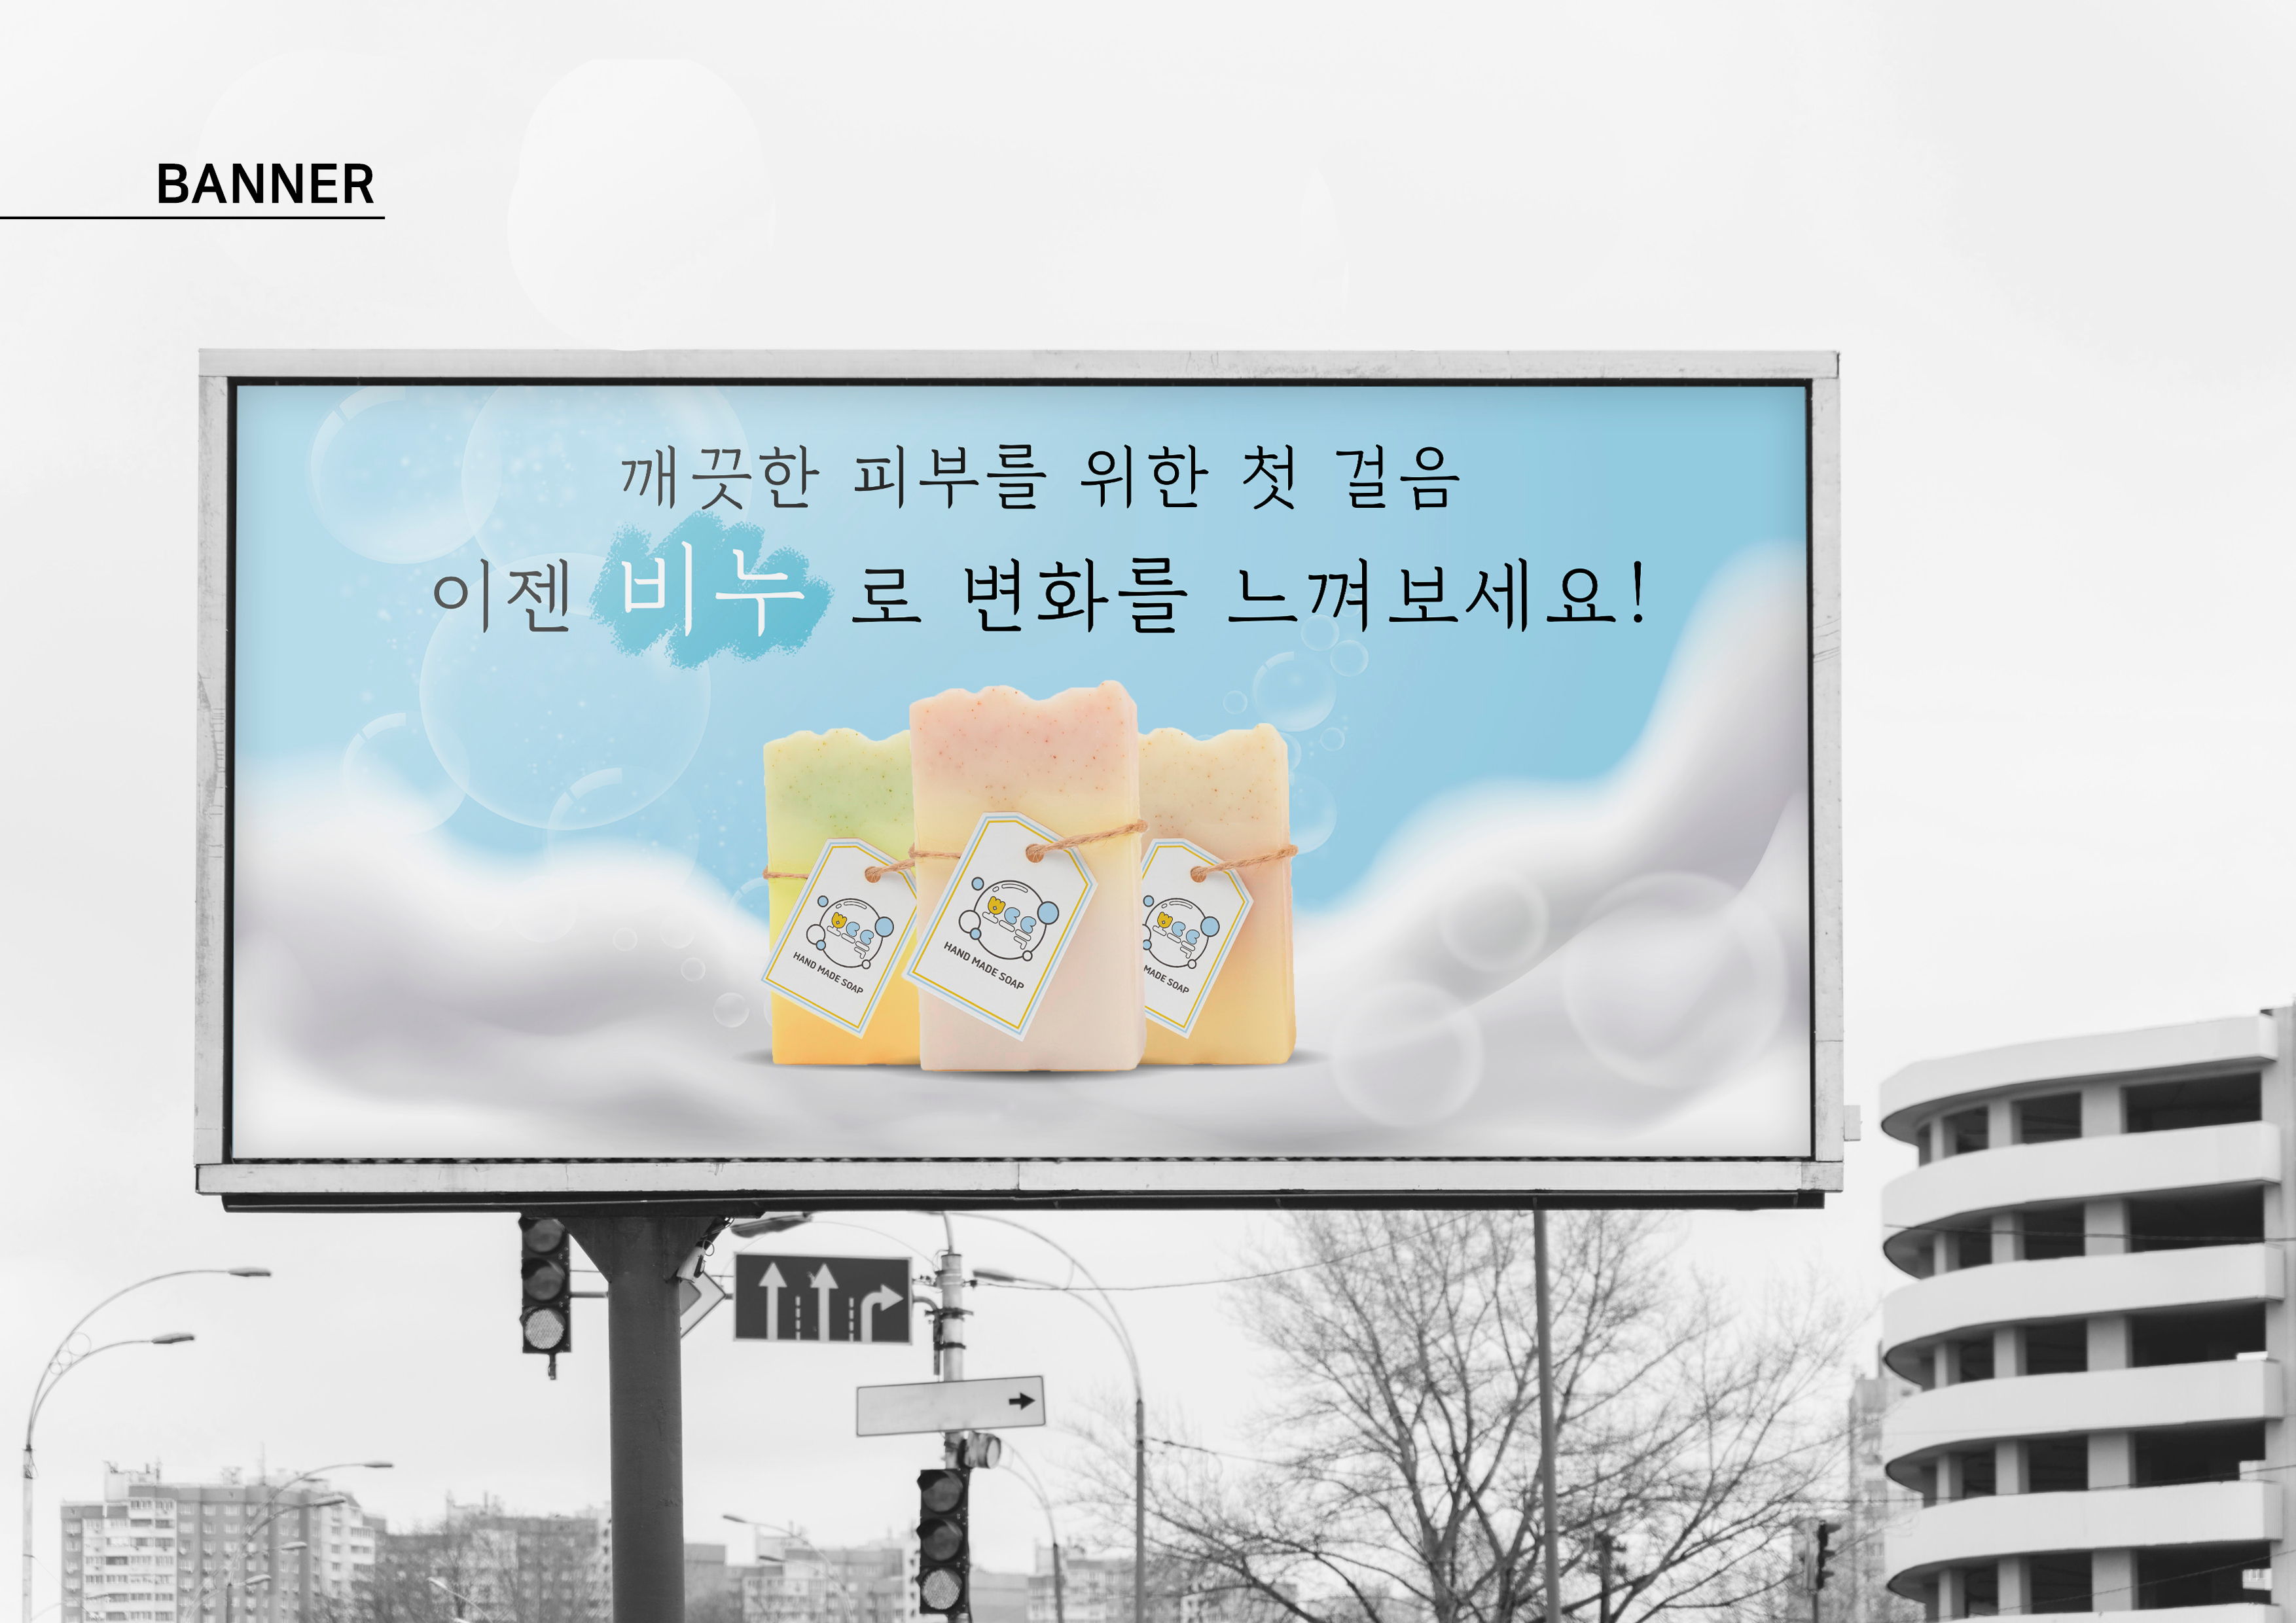 BANNER
깨끗한 피부를 위한 첫 걸음
이젠 비누 로 변화를 느껴보세요!
HAND MADE SOAP
HAND MADE SOAP
MADE SOAP